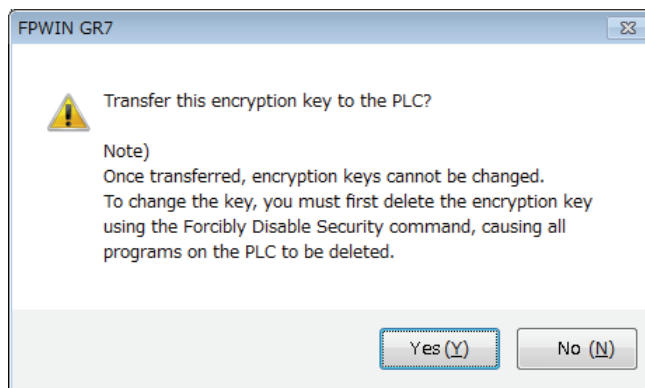 FPWIN GR7
Transfer this encryption key to the PLC?
Note)
Once transferred, encryption keys cannot be changed.
To change the key, you must first delete the encryption key
using the Forcibly Disable Security command, causing all
programs on the PLC to be deleted.
Yes (Y)
No (N)